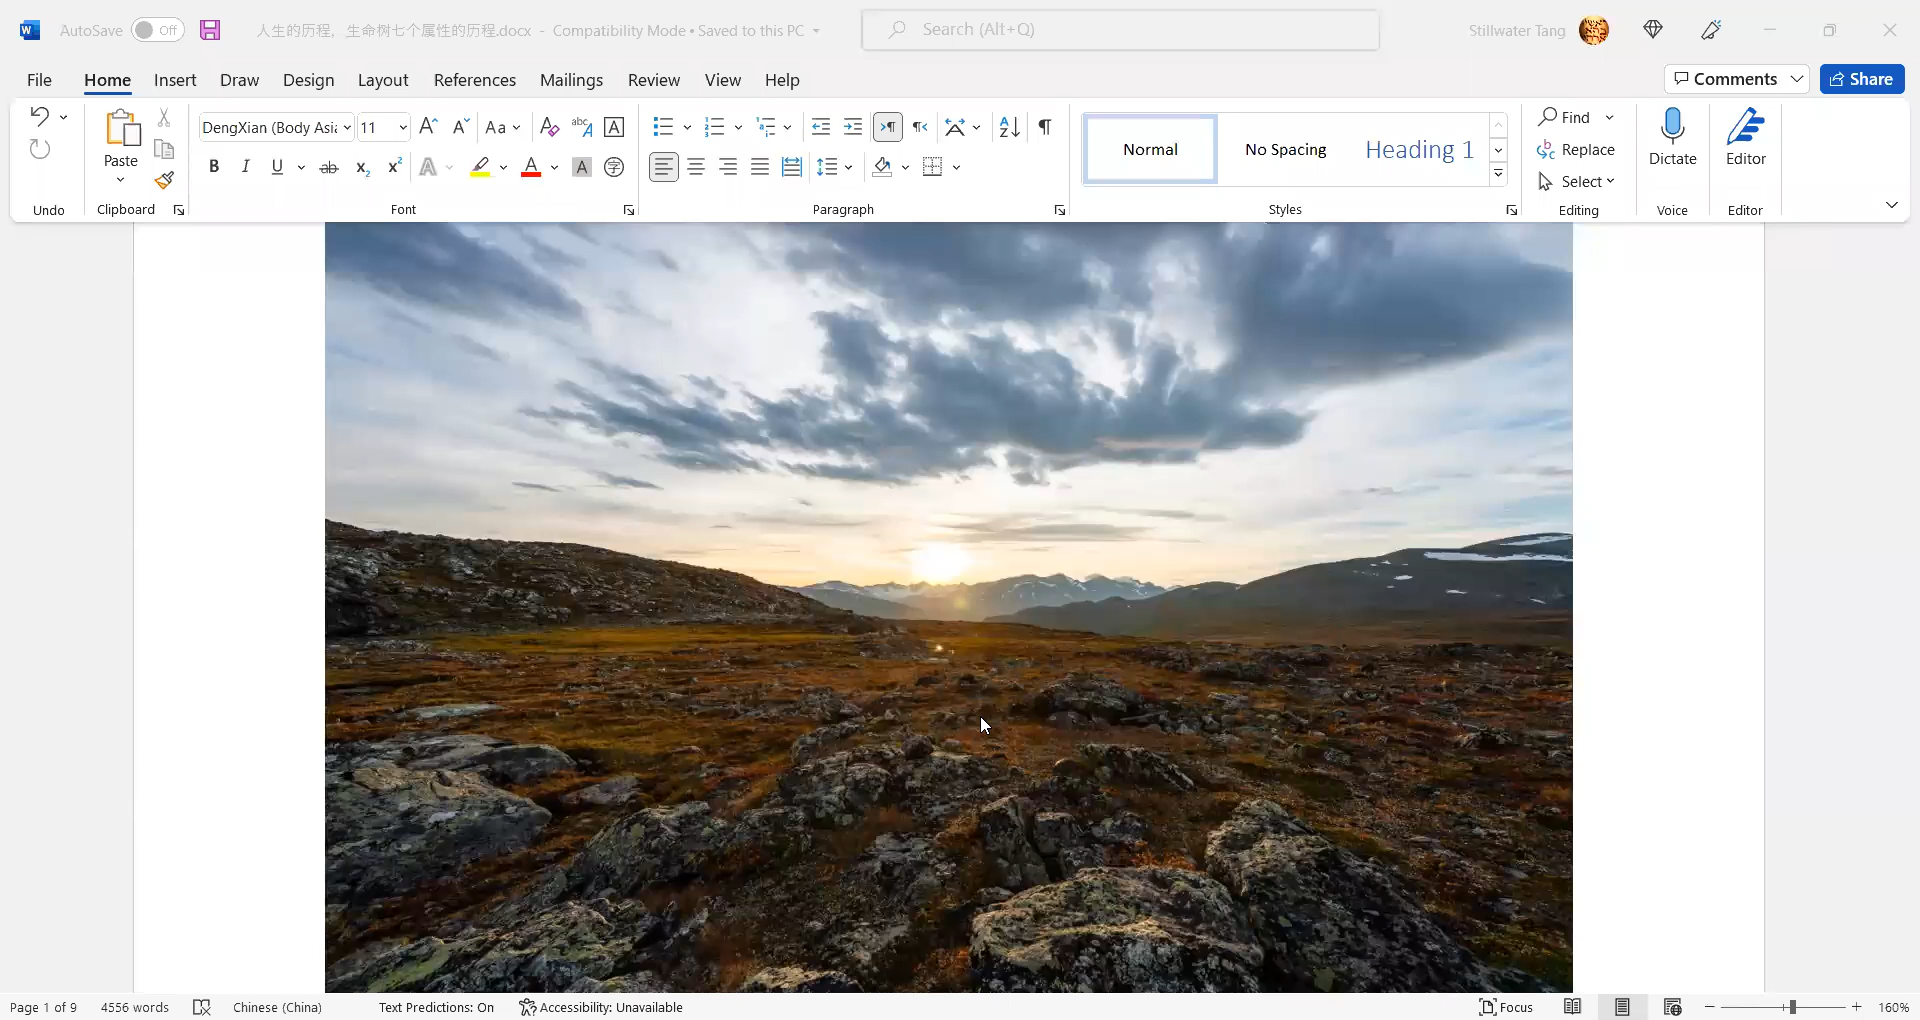 AutoSave Off 人生的历程，生命树七个属性的历程.docx - Compatibility Mode • Saved to this PC Search (Alt+Q) Stillwater Tang
File Home Insert Draw Design Layout References Mailings Review View Help Comments Share
DengXian (Body Asia 11 Aa
Paste
Find
Replace
Select
Normal No Spacing Heading 1
Dictate Editor
Undo Clipboard Font Paragraph Styles Editing Voice Editor
Page 1 of 9 4556 words Chinese (China) Text Predictions: On Accessibility: Unavailable Focus 160%